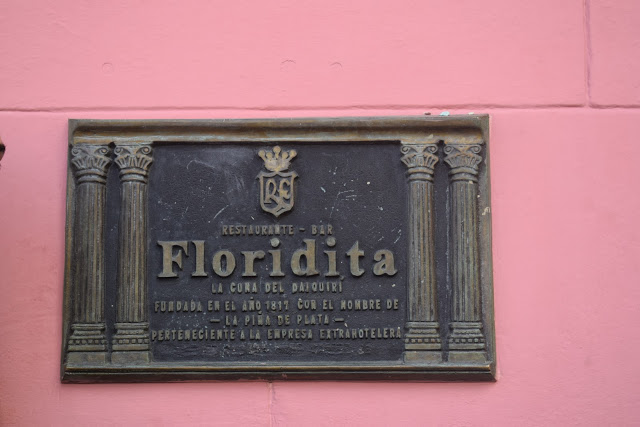 RF
RESTAURANTE - BAR
Floridita
LA CUNA DEL DAIQUIRI
FUNDADA EN EL AÑO 1817 CON EL NOMBRE DE
— LA PIÑA DE PLATA —
PERTENECIENTE A LA EMPRESA EXTRAHOTELERA